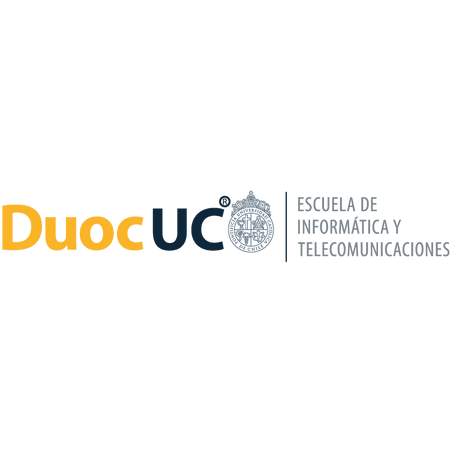 Duoc UC®
ESCUELA DE
INFORMÁTICA Y
TELECOMUNICACIONES